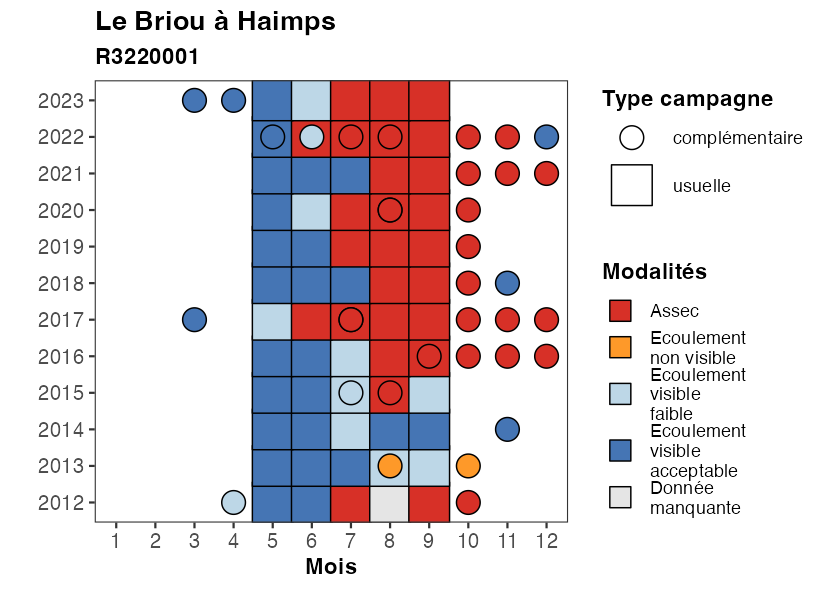 Le Briou à Haimps
R3220001
2023
2022
2021
2020
2019
2018
2017
2016
2015
2014
2013
2012
1 2 3 4 5 6 7 8 9 10 11 12
Mois
Type campagne
complémentaire
usuelle
Modalités
Assec
Ecoulement
non visible
Ecoulement
visible
faible
Ecoulement
visible
acceptable
Donnée
manquante